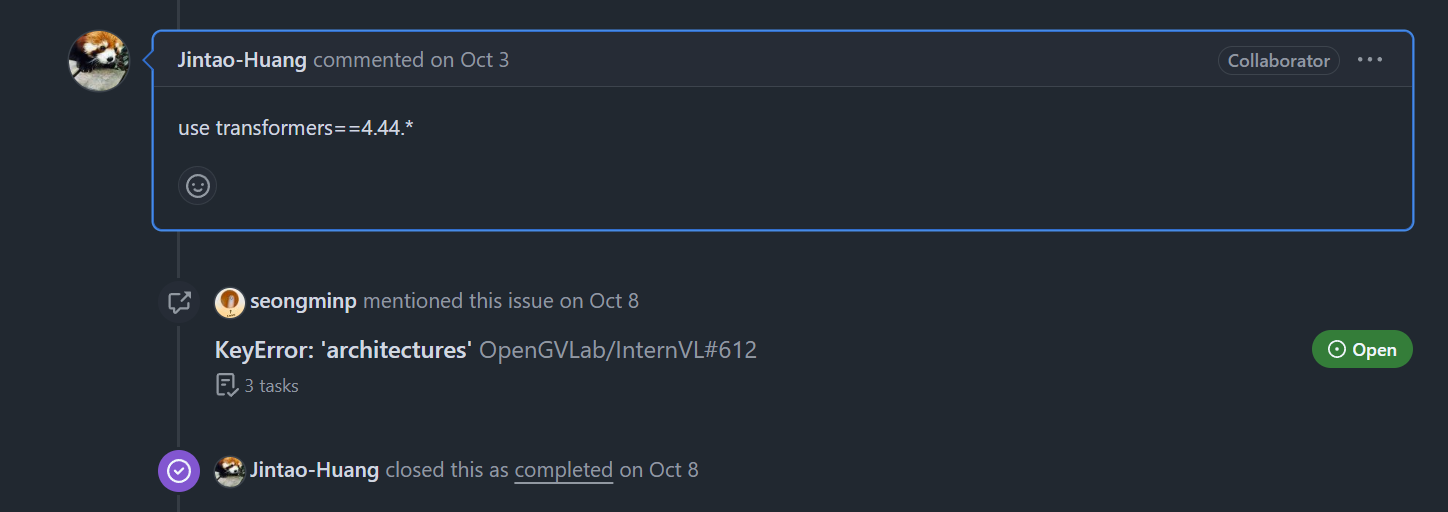 Jintao-Huang commented on Oct 3
Collaborator
use transformers==4.44.*
seongminp mentioned this issue on Oct 8
KeyError: 'architectures' OpenGVLab/InternVL#612
Open
3 tasks
Jintao-Huang closed this as completed on Oct 8